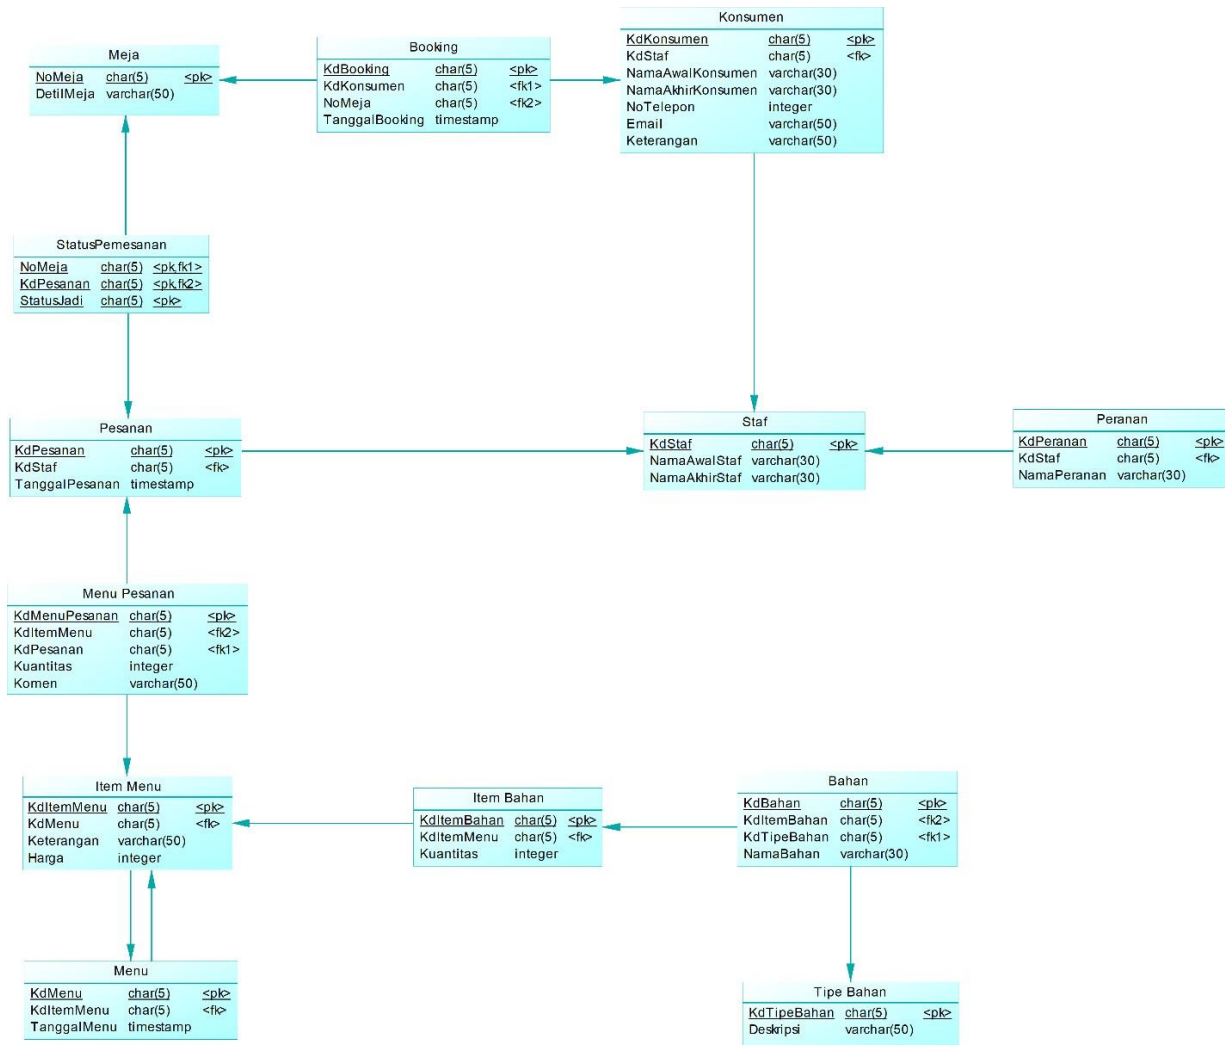 Meja
NoMeja char(5) <pk>
DetilMeja varchar(50)
Booking
KdBooking char(5) <pk>
KdKonsumen char(5) <fk1>
NoMeja char(5) <fk2>
TanggalBooking timestamp
Konsumen
KdKonsumen char(5) <pk>
KdStaf char(5) <fk>
NamaAwalKonsumen varchar(30)
NamaAkhirKonsumen varchar(30)
NoTelepon integer
Email varchar(50)
Keterangan varchar(50)
StatusPemesanan
NoMeja char(5) <pk,fk1>
KdPesanan char(5) <pk,fk2>
StatusJadi char(5) <pk>
Pesanan
KdPesanan char(5) <pk>
KdStaf char(5) <fk>
TanggalPesanan timestamp
Staf
KdStaf char(5) <pk>
NamaAwalStaf varchar(30)
NamaAkhirStaf varchar(30)
Peranan
KdPeranan char(5) <pk>
KdStaf char(5) <fk>
NamaPeranan varchar(30)
Menu Pesanan
KdMenuPesanan char(5) <pk>
KdItemMenu char(5) <fk2>
KdPesanan char(5) <fk1>
Kuantitas integer
Komen varchar(50)
Item Menu
KdItemMenu char(5) <pk>
KdMenu char(5) <fk>
Keterangan varchar(50)
Harga integer
Item Bahan
KdItemBahan char(5) <pk>
KdItemMenu char(5) <fk>
Kuantitas integer
Bahan
KdBahan char(5) <pk>
KdItemBahan char(5) <fk2>
KdTipeBahan char(5) <fk1>
NamaBahan varchar(30)
Menu
KdMenu char(5) <pk>
KdItemMenu char(5) <fk>
TanggalMenu timestamp
Tipe Bahan
KdTipeBahan char(5) <pk>
Deskripsi varchar(50)